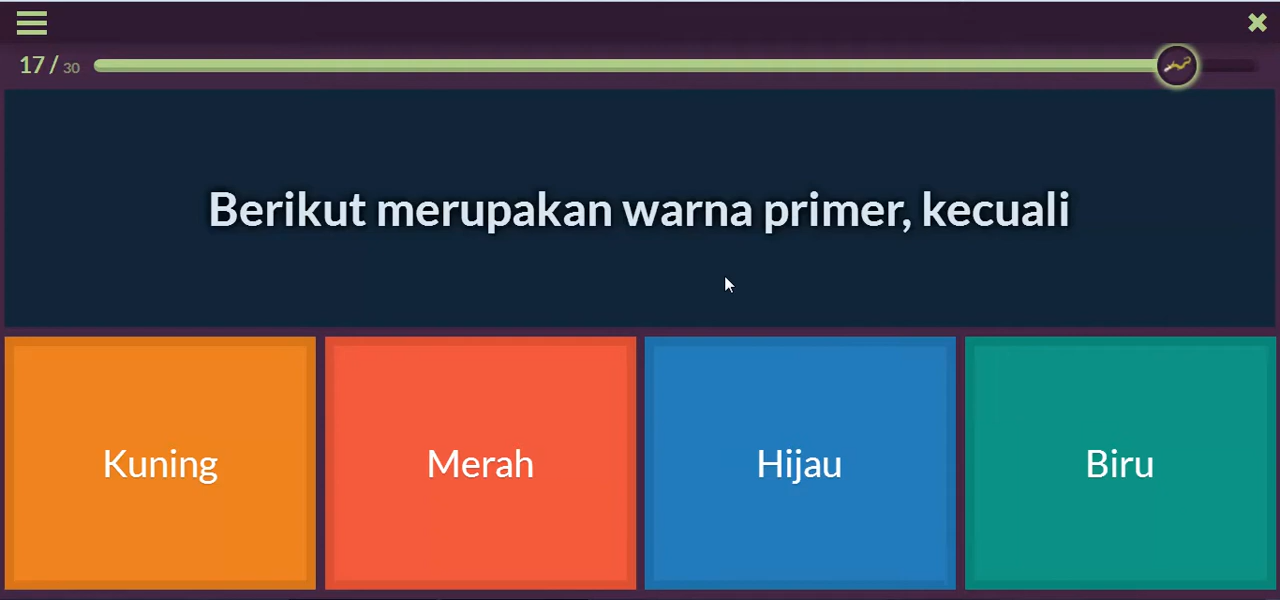 17 / 30
Berikut merupakan warna primer, kecuali
Kuning
Merah
Hijau
Biru